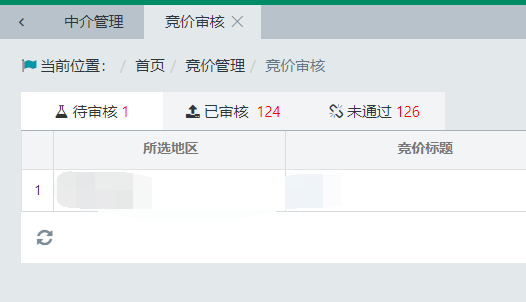 中介管理 竞价审核
当前位置： / 首页 / 竞价管理 / 竞价审核
待审核 1 已审核 124 未通过 126
所选地区 竞价标题
1